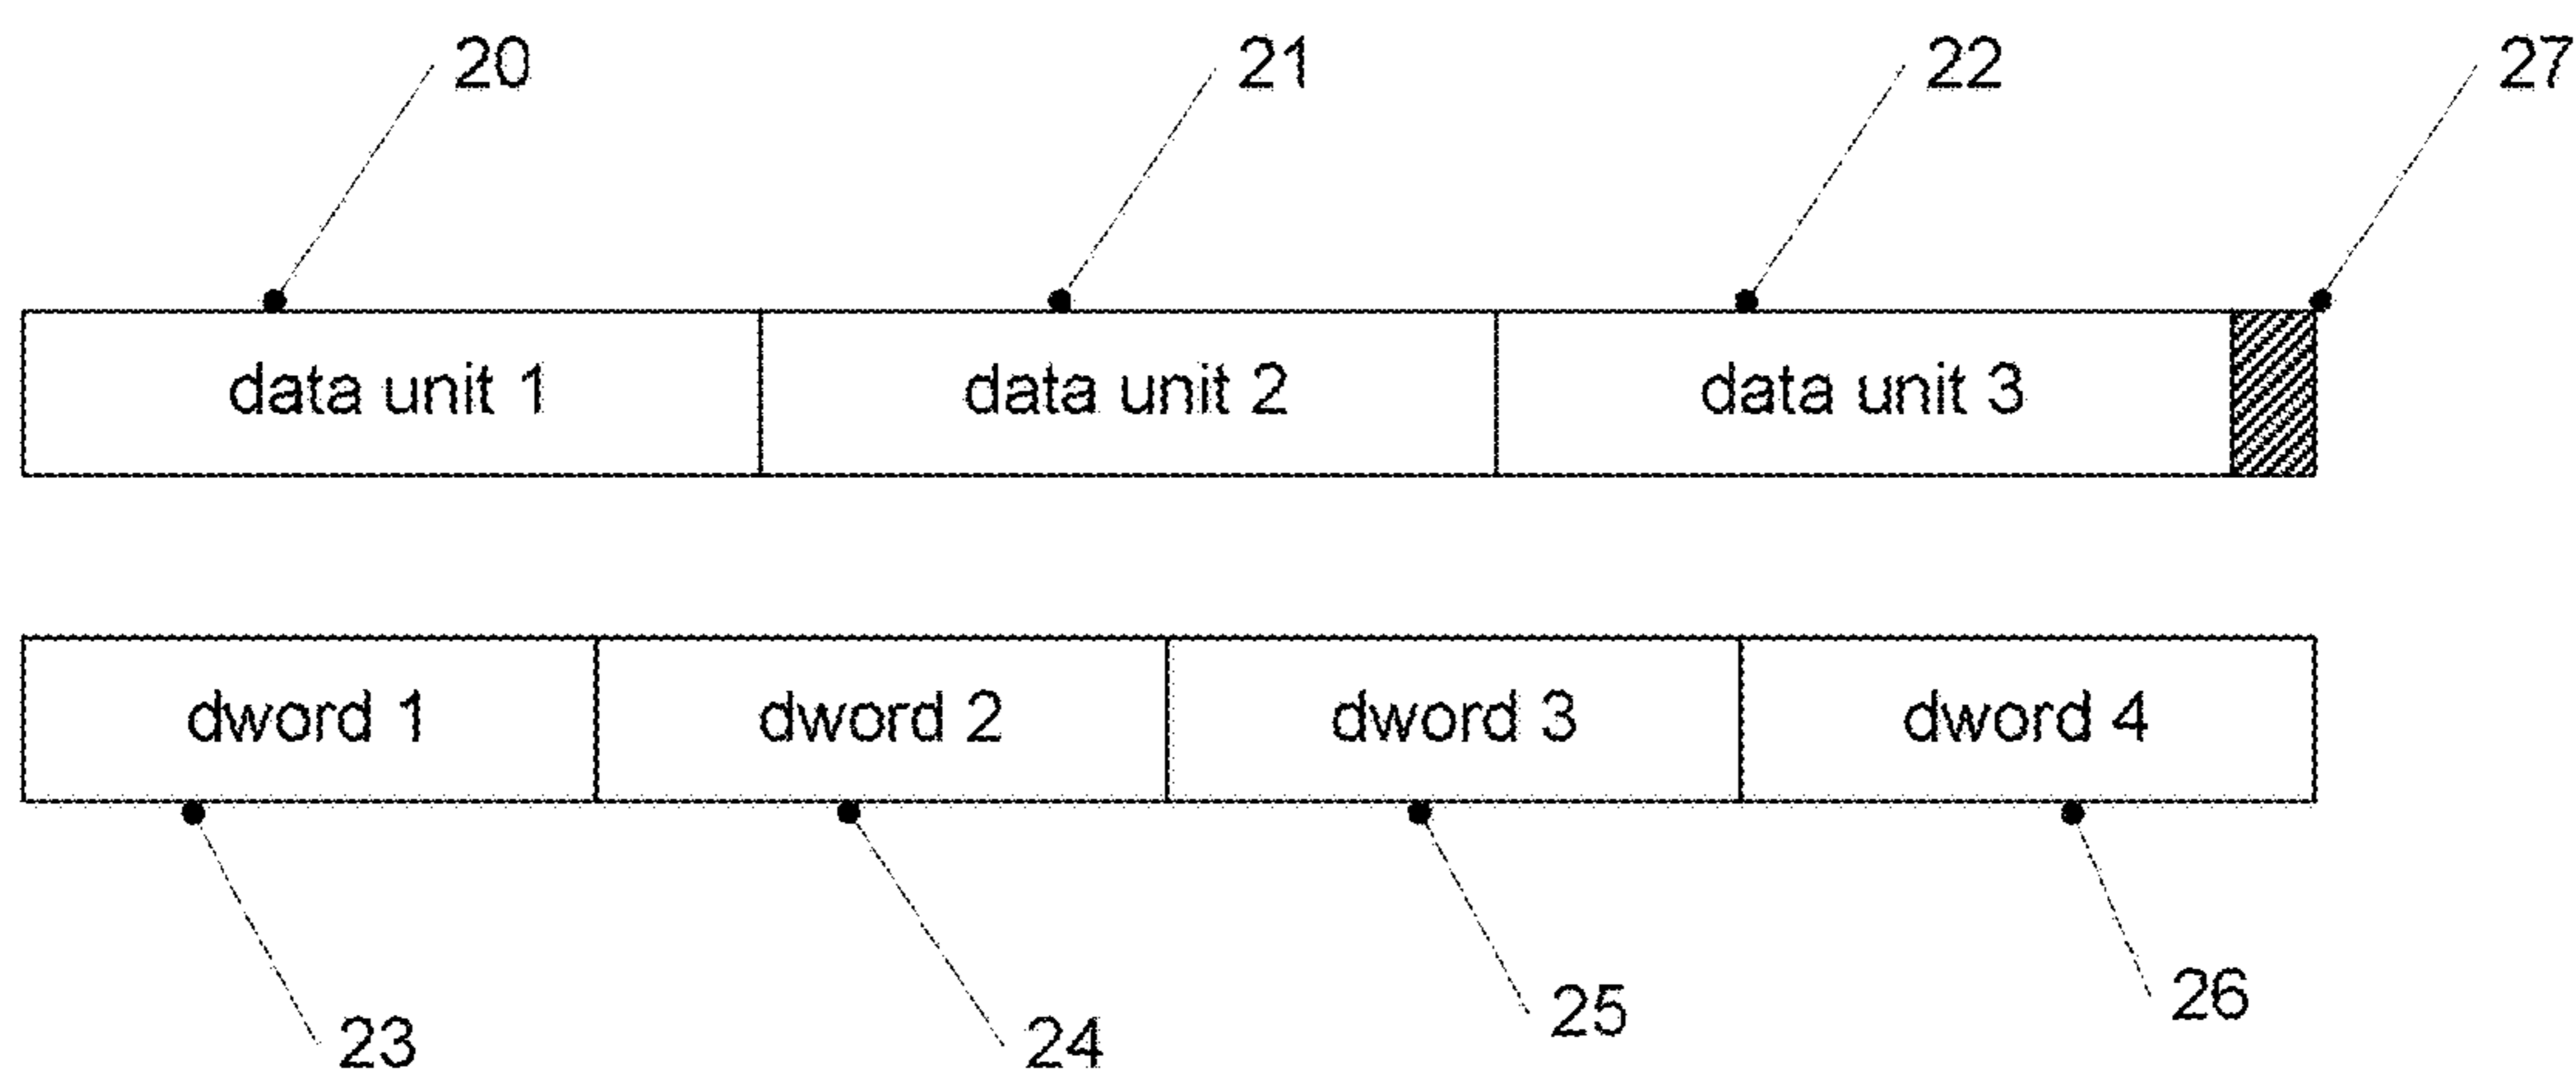 20 21 22 27
data unit 1 data unit 2 data unit 3
dword 1 dword 2 dword 3 dword 4
23 24 25 26